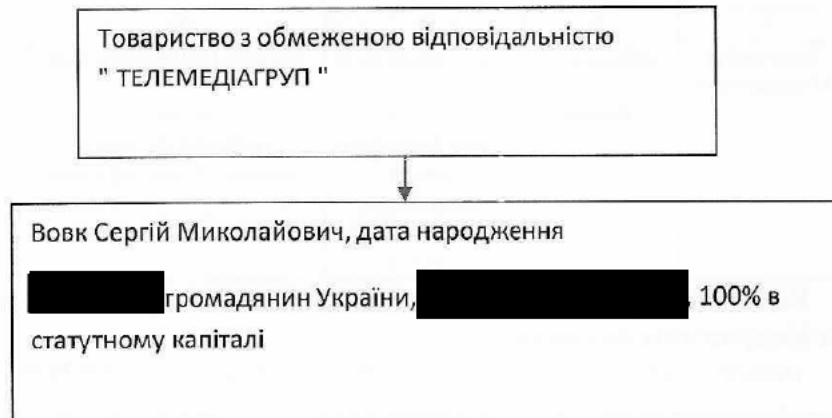 Товариство з обмеженою відповідальністю
" ТЕЛЕМЕДІАГРУП "
Вовк Сергій Миколайович, дата народження
громадянин України, , 100% в
статутному капіталі